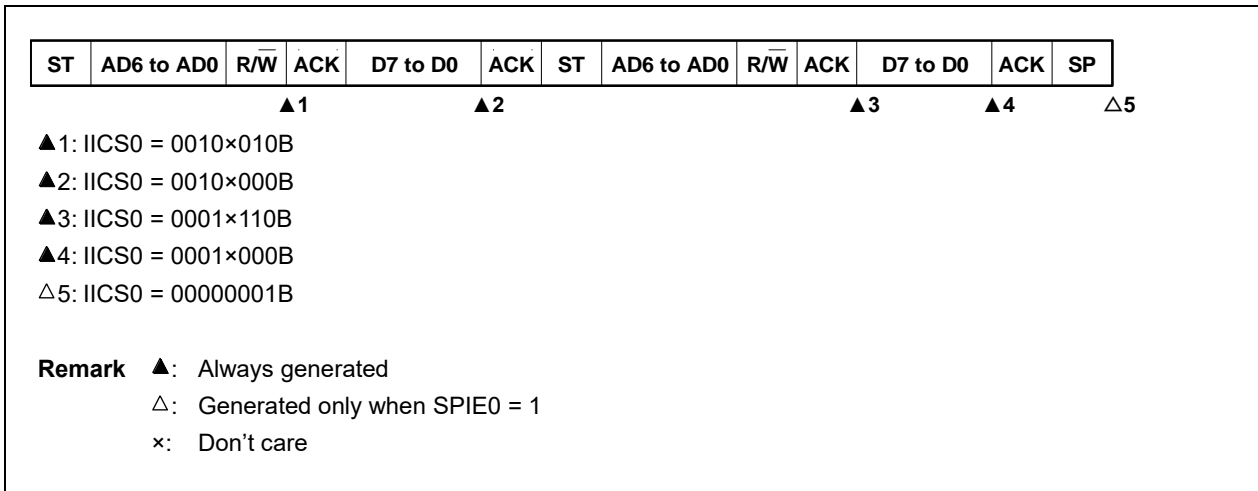 ST AD6 to AD0 R/W̅ ACK D7 to D0 ACK ST AD6 to AD0 R/W̅ ACK D7 to D0 ACK SP
▲1 ▲2 ▲3 ▲4 △5
▲1: IICS0 = 0010×010B
▲2: IICS0 = 0010×000B
▲3: IICS0 = 0001×110B
▲4: IICS0 = 0001×000B
△5: IICS0 = 00000001B
Remark ▲: Always generated
△: Generated only when SPIE0 = 1
×: Don’t care